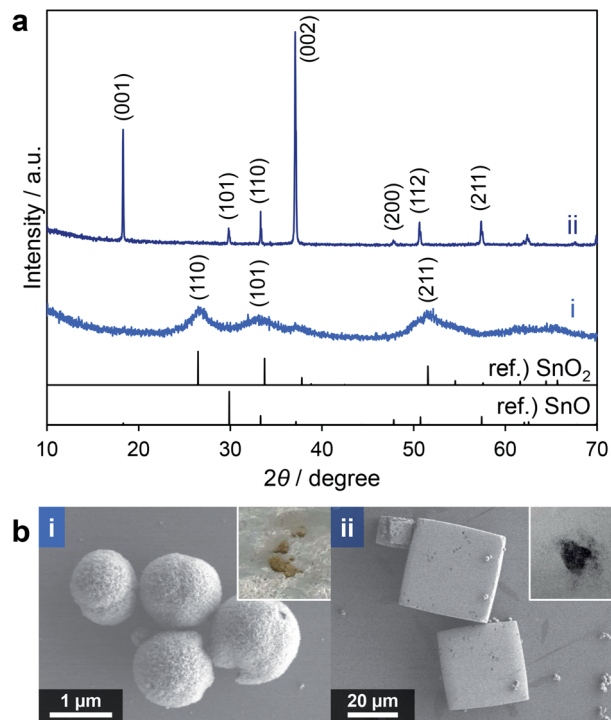 a
Intensity / a.u.
(001)
(101)
(110)
(002)
(200)
(112)
(211)
ii
(110)
(101)
(211)
i
ref.) SnO₂
ref.) SnO
10 20 30 40 50 60 70
2θ / degree
b
i
1 μm
ii
20 μm